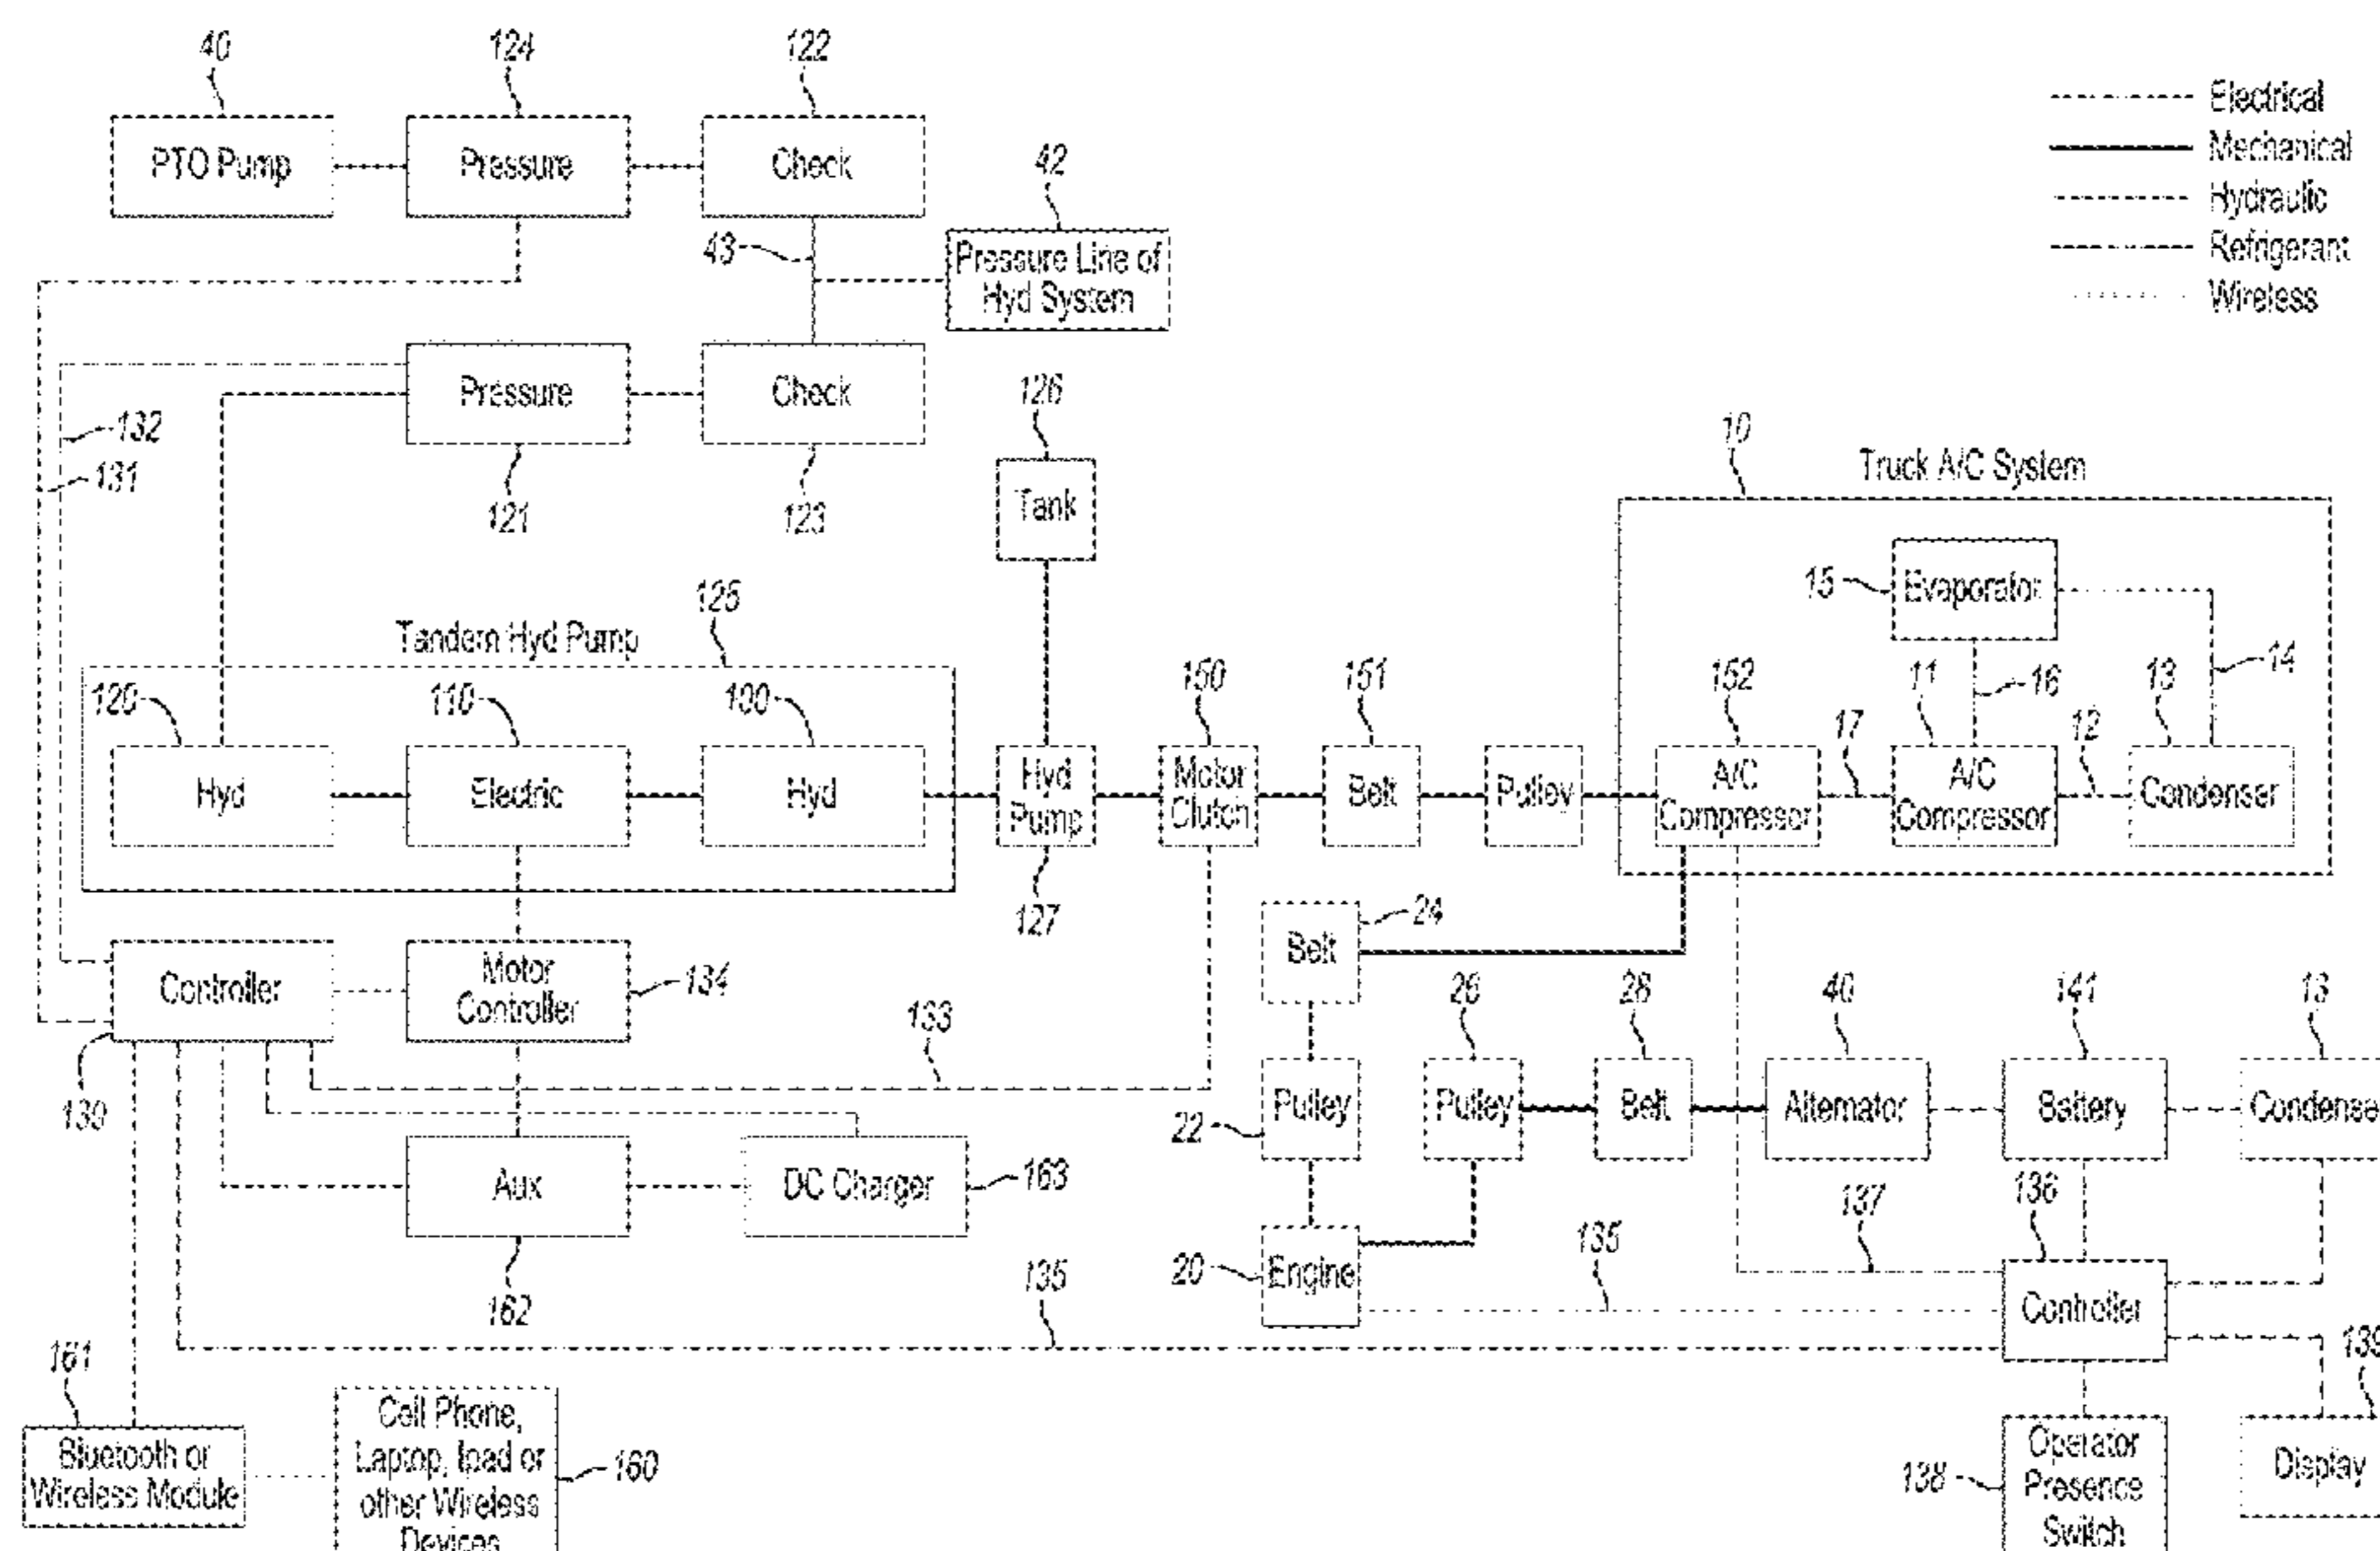 40
124
122
Electrical
Mechanical
Hydraulic
Refrigerant
Wireless
PTO Pump
Pressure
Check
42
43
Pressure Line of
Hyd System
Pressure
Check
132
131
121
123
126
Tank
10
Truck A/C System
15
Evaporator
125
Tandem Hyd Pump
120
110
100
150
151
152
11
16
14
13
17
12
Hyd
Electric
Hyd
Hyd
Pump
Motor
Clutch
Belt
Pulley
A/C
Compressor
A/C
Compressor
Condenser
127
24
Belt
Controller
Motor
Controller
134
133
26
28
40
141
13
130
22
Pulley
Pulley
Belt
Alternator
Battery
Aux
DC Charger
163
137
136
135
20
Engine
162
135
Controller
161
139
Bluetooth or
Wireless Module
Cell Phone,
Laptop, Ipad or
other Wireless
Devices
160
138
Operator
Presence
Switch
Display